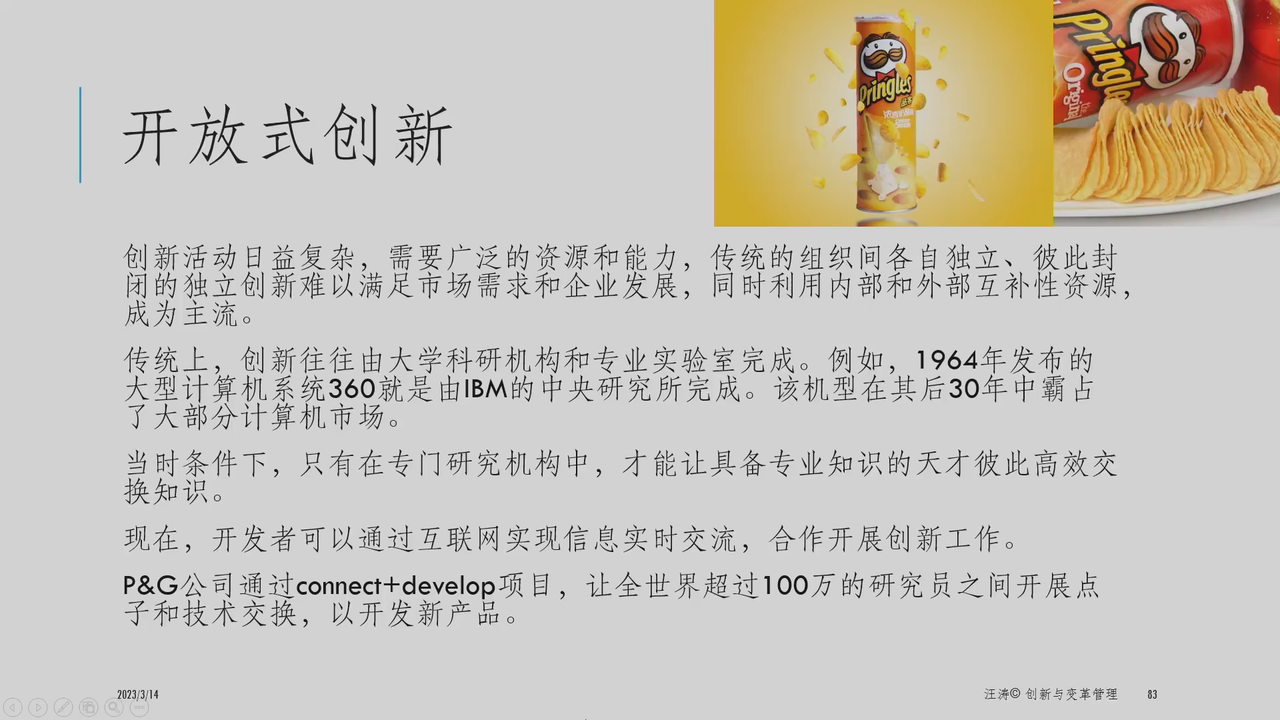 开放式创新
Pringles
Pringles
Orig
创新活动日益复杂，需要广泛的资源和能力，传统的组织间各自独立、彼此封
闭的独立创新难以满足市场需求和企业发展，同时利用内部和外部互补性资源，
成为主流。
传统上，创新往往由大学科研机构和专业实验室完成。例如，1964年发布的
大型计算机系统360就是由IBM的中央研究所完成。该机型在其后30年中霸占
了大部分计算机市场。
当时条件下，只有在专门研究机构中，才能让具备专业知识的天才彼此高效交
换知识。
现在，开发者可以通过互联网实现信息实时交流，合作开展创新工作。
P&G公司通过connect+develop项目，让全世界超过100万的研究员之间开展点
子和技术交换，以开发新产品。
2023/3/14
汪涛© 创新与变革管理
83